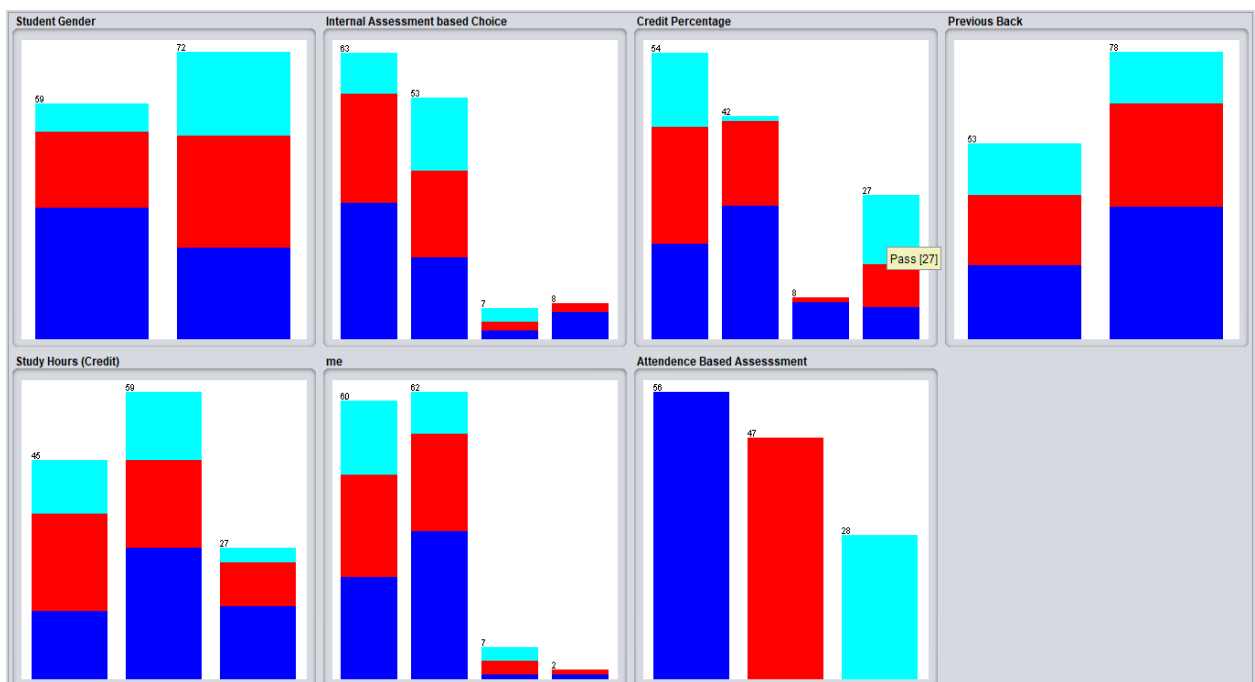 Student Gender
59
72
Internal Assessment based Choice
63
53
7
8
Credit Percentage
54
42
8
27
Pass [27]
Previous Back
53
78
Study Hours (Credit)
45
59
27
me
60
62
7
2
Attendence Based Assesssment
56
47
28